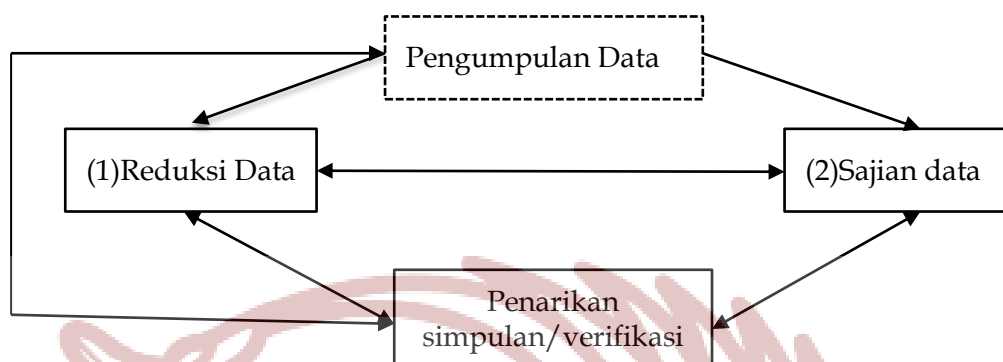 Pengumpulan Data
(1)Reduksi Data
(2)Sajian data
Penarikan
simpulan/verifikasi